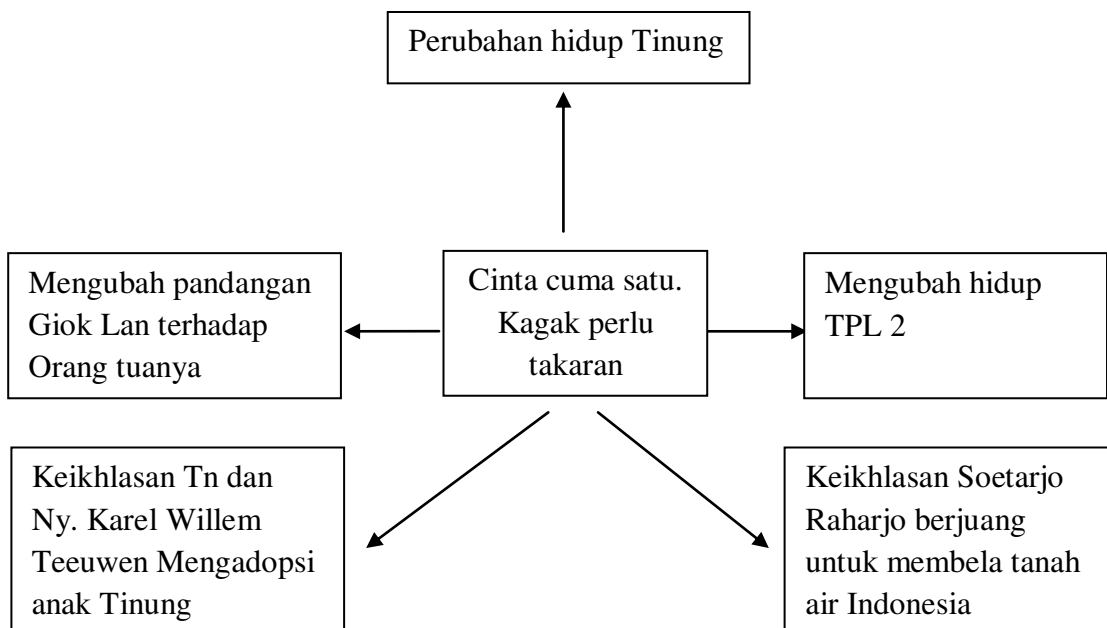 Perubahan hidup Tinung
Mengubah pandangan
Giok Lan terhadap
Orang tuanya
Cinta cuma satu.
Kagak perlu
takaran
Mengubah hidup
TPL 2
Keikhlasan Tn dan
Ny. Karel Willem
Teeuwen Mengadopsi
anak Tinung
Keikhlasan Soetarjo
Raharjo berjuang
untuk membela tanah
air Indonesia